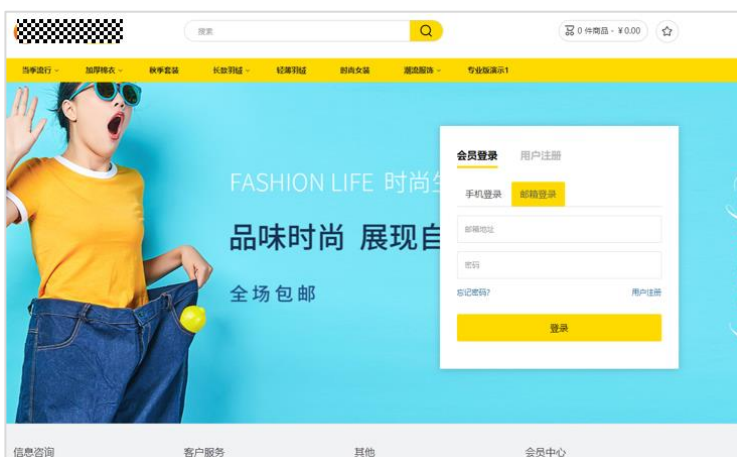 搜索
0 件商品 - ¥0.00
当季流行
加厚棉衣
秋季套装
长款羽绒
轻薄羽绒
时尚女装
潮流服饰
专业版演示1
会员登录 用户注册
FASHION LIFE 时尚生
手机登录 邮箱登录
品味时尚 展现自
邮箱地址
密码
全场包邮
忘记密码? 用户注册
登录
信息咨询
客户服务
其他
会员中心